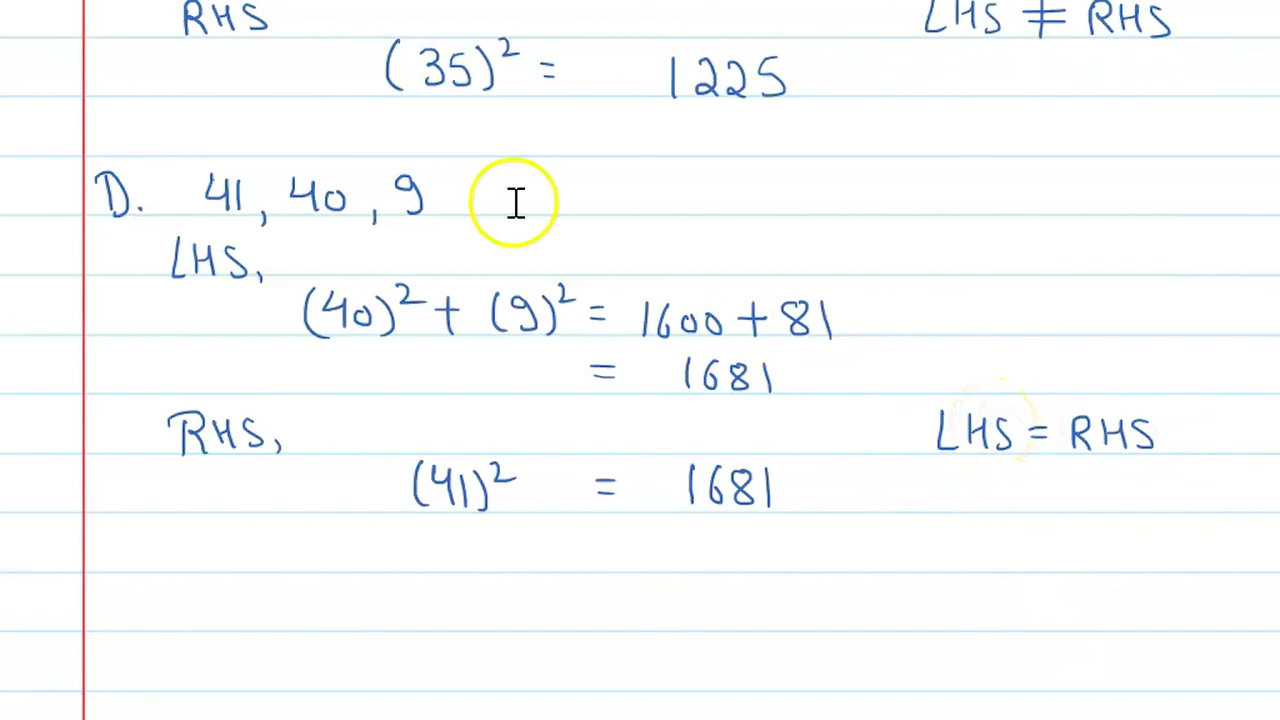 RHS LHS ≠ RHS
(35)² = 1225
D. 41, 40, 9
LHS,
(40)² + (9)² = 1600 + 81
= 1681
RHS, LHS = RHS
(41)² = 1681